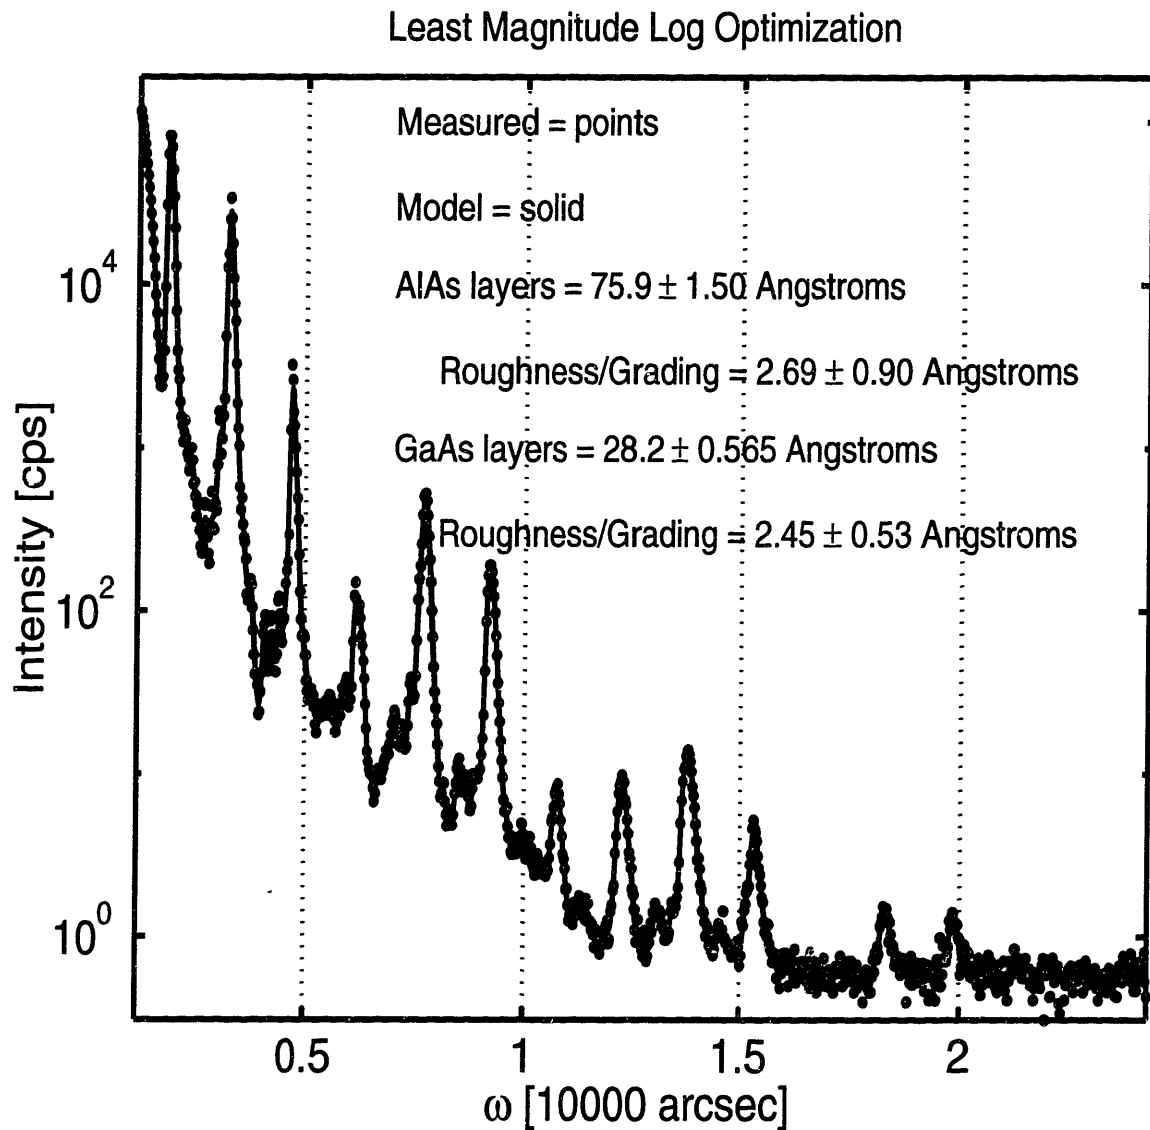 Least Magnitude Log Optimization
Measured = points
Model = solid
AlAs layers = 75.9 ± 1.50 Angstroms
Roughness/Grading = 2.69 ± 0.90 Angstroms
GaAs layers = 28.2 ± 0.565 Angstroms
Roughness/Grading = 2.45 ± 0.53 Angstroms
10^4
10^2
10^0
Intensity [cps]
0.5 1 1.5 2
ω [10000 arcsec]